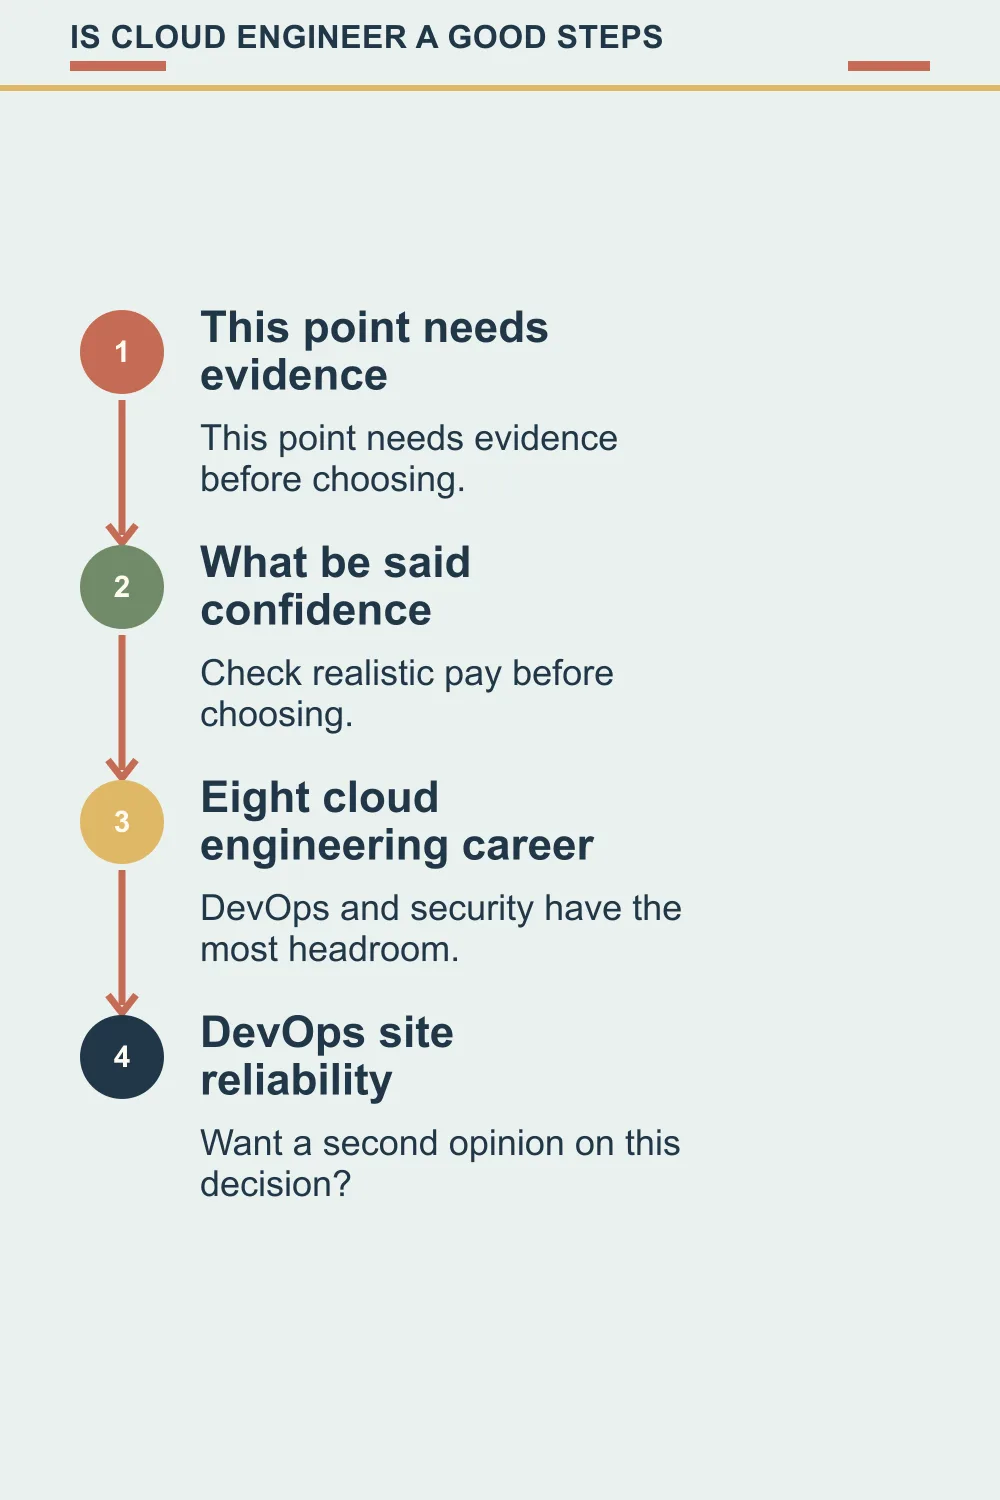 IS CLOUD ENGINEER A GOOD STEPS
1
This point needs
evidence
This point needs evidence
before choosing.
2
What be said
confidence
Check realistic pay before
choosing.
3
Eight cloud
engineering career
DevOps and security have the
most headroom.
4
DevOps site
reliability
Want a second opinion on this
decision?